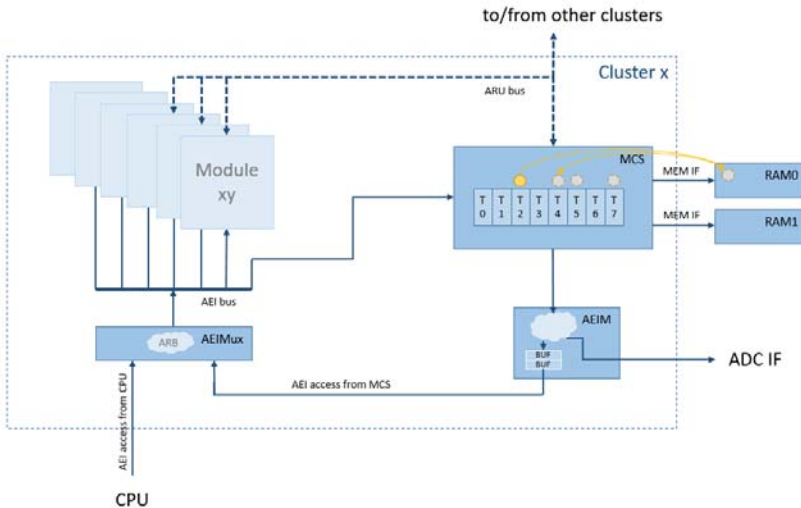 to/from other clusters
Cluster x
ARU bus
Module
xy
MCS
MEM IF
RAM0
T T T T T T T T
0 1 2 3 4 5 6 7
MEM IF
RAM1
AEI bus
AEIM
ARB
AEIMux
BUF
BUF
ADC IF
AEI access from MCS
AEI access from CPU
CPU